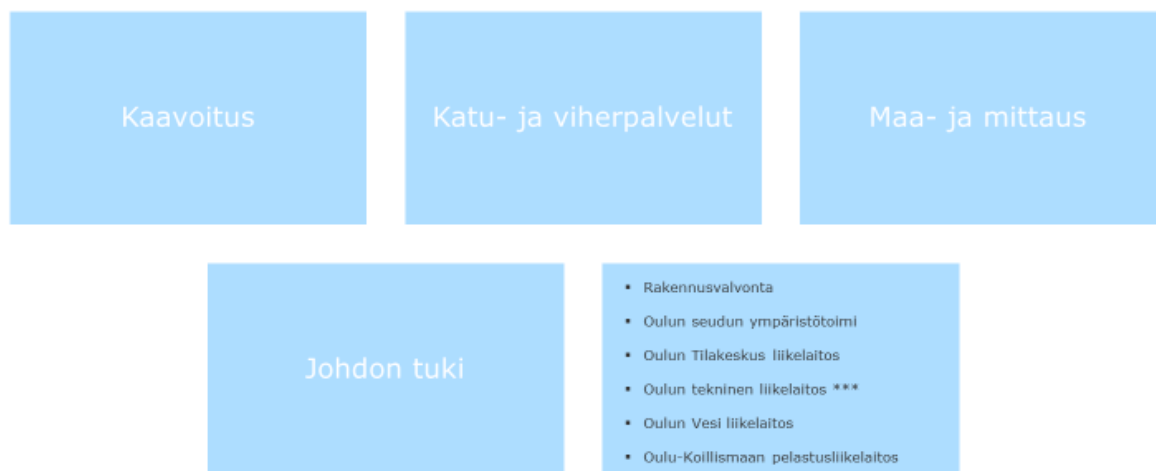 Kaavoitus
Katu- ja viherpalvelut
Maa- ja mittaus
Johdon tuki
▪ Rakennusvalvonta
▪ Oulun seudun ympäristötoimi
▪ Oulun Tilakeskus liikelaitos
▪ Oulun tekninen liikelaitos ***
▪ Oulun Vesi liikelaitos
▪ Oulu-Koillismaan pelastusliikelaitos